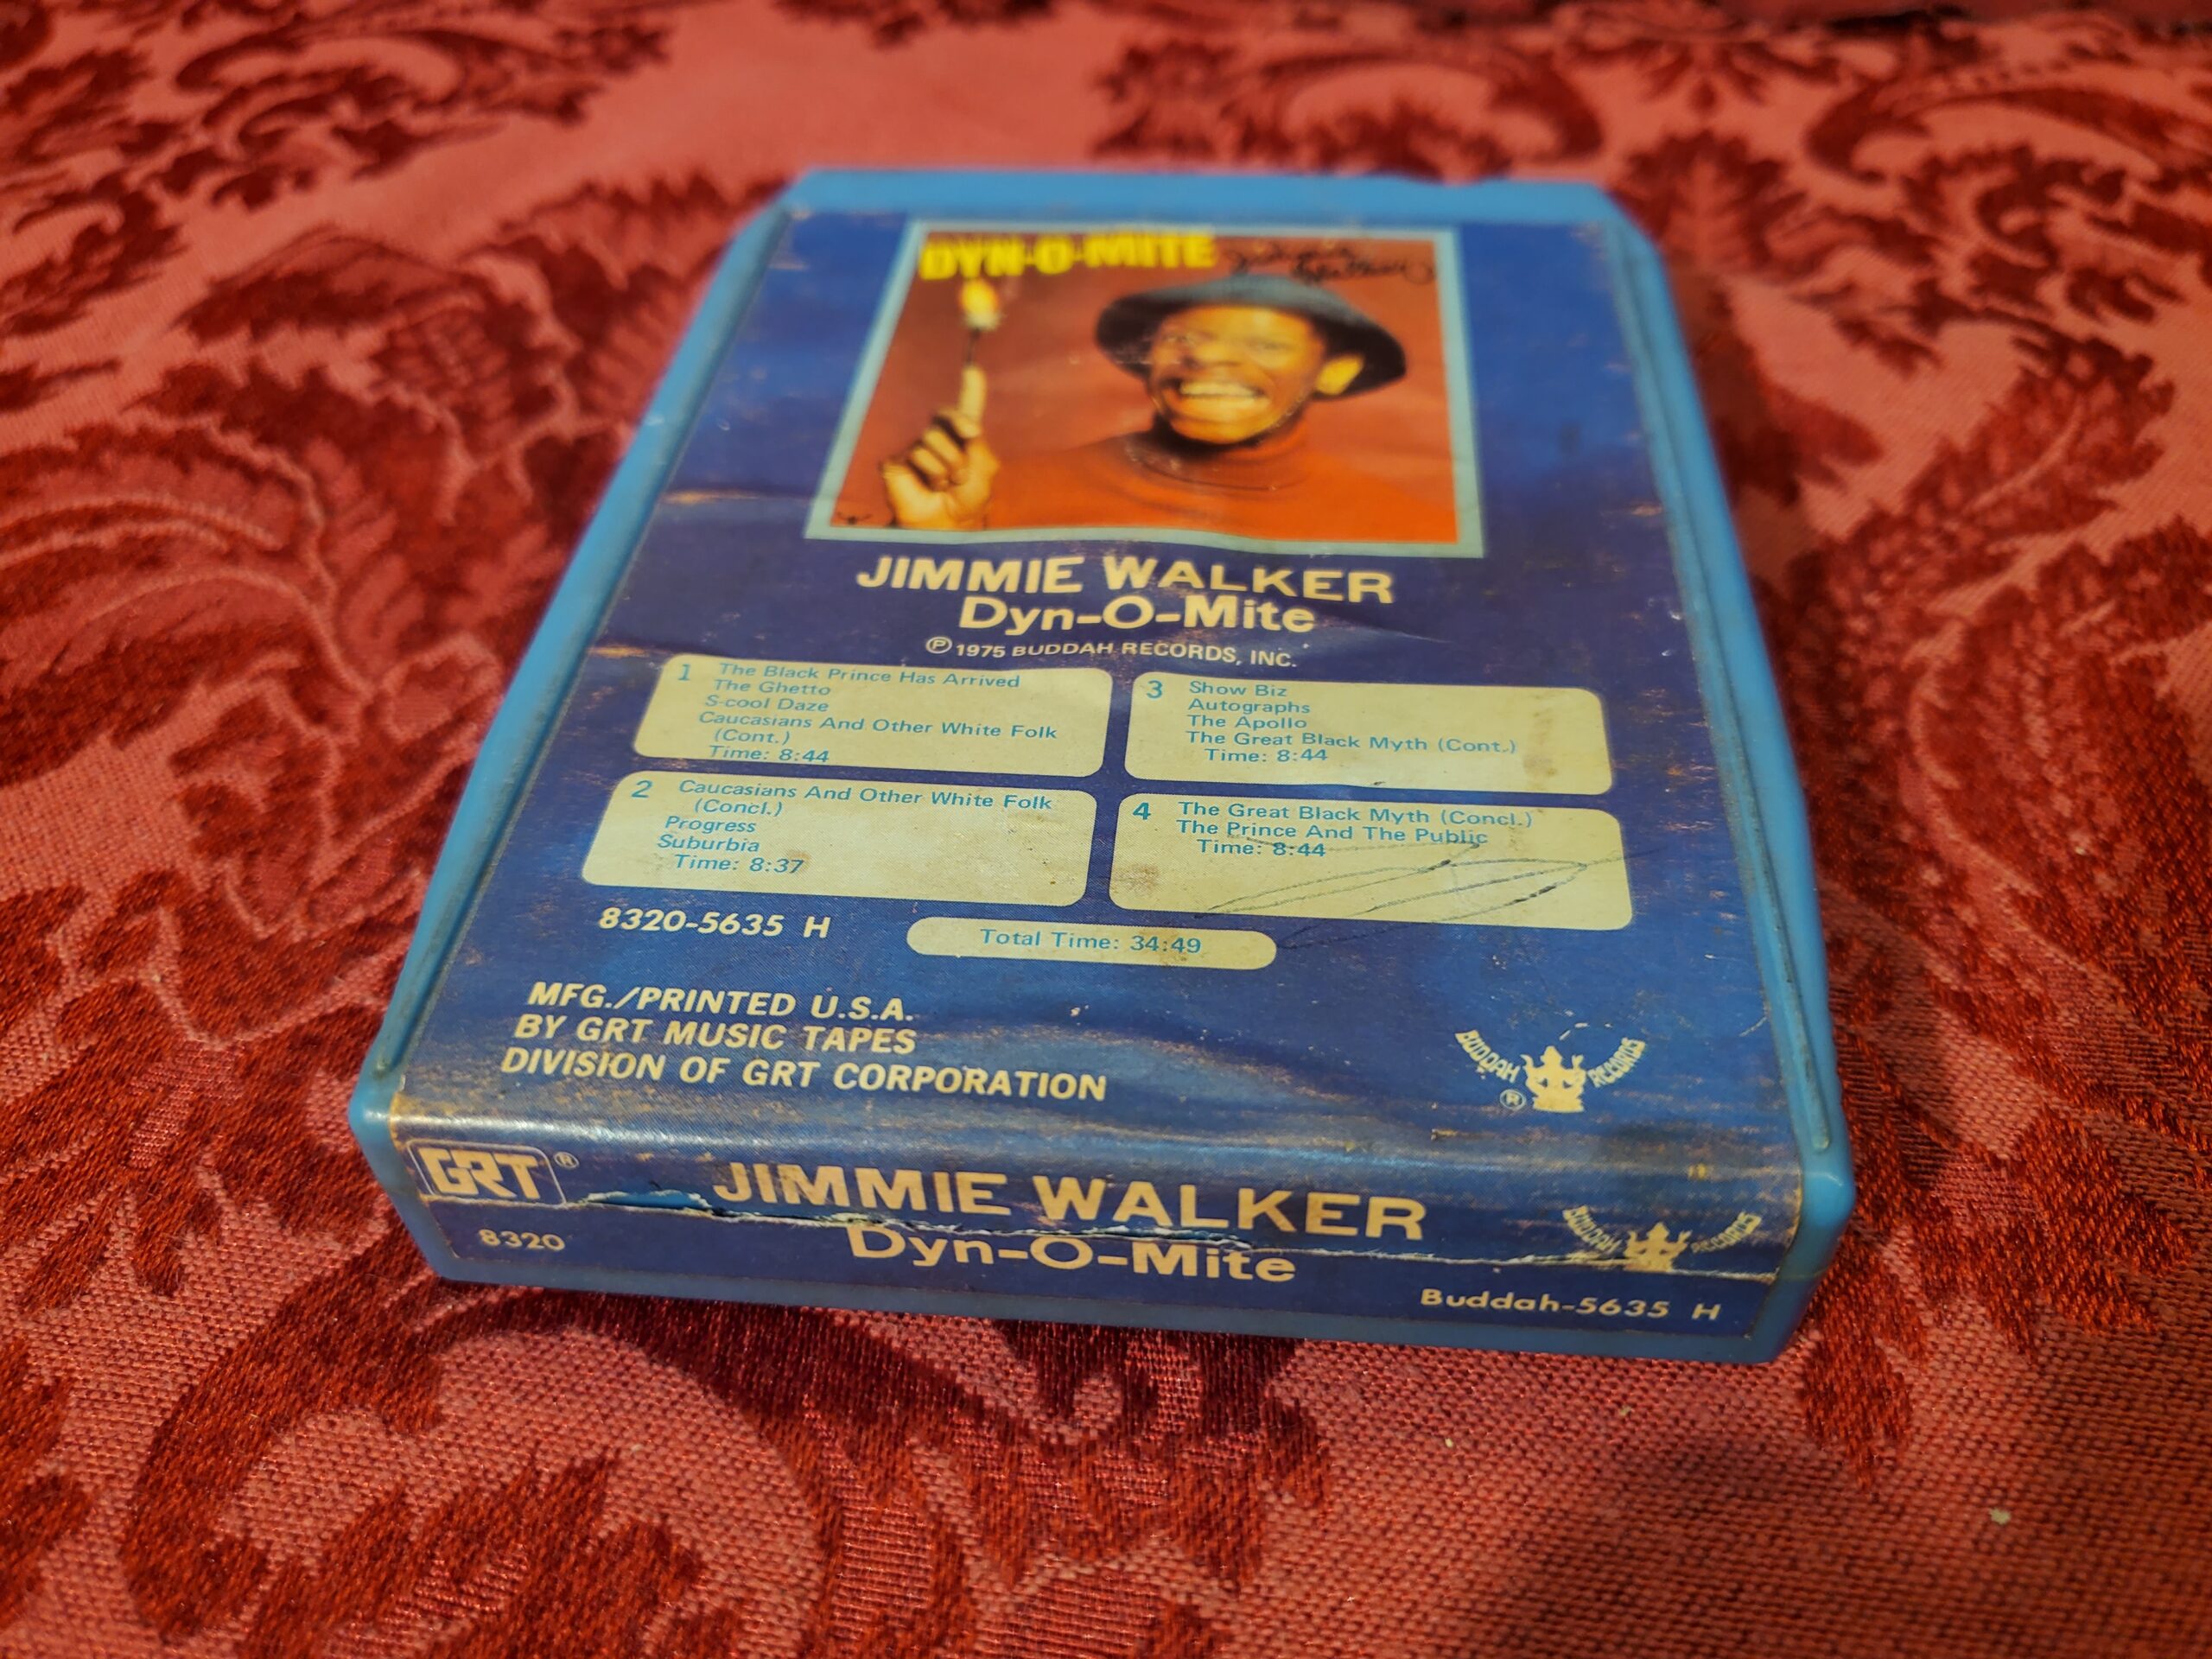 DYN-O-MITE
JIMMIE WALKER
Dyn-O-Mite
Ⓟ 1975 BUDDAH RECORDS, INC.
1 The Black Prince Has Arrived
The Ghetto
S-cool Daze
Caucasians And Other White Folk
(Cont.)
Time: 8:44
2 Caucasians And Other White Folk
(Concl.)
Progress
Suburbia
Time: 8:37
3 Show Biz
Autographs
The Apollo
The Great Black Myth (Cont.)
Time: 8:44
4 The Great Black Myth (Concl.)
The Prince And The Public
Time: 8:44
8320-5635 H
Total Time: 34:49
MFG./PRINTED U.S.A.
BY GRT MUSIC TAPES
DIVISION OF GRT CORPORATION
BUDDAH RECORDS ®
GRT ®
JIMMIE WALKER
Dyn-O-Mite
8320
BUDDAH RECORDS
Buddah-5635 H